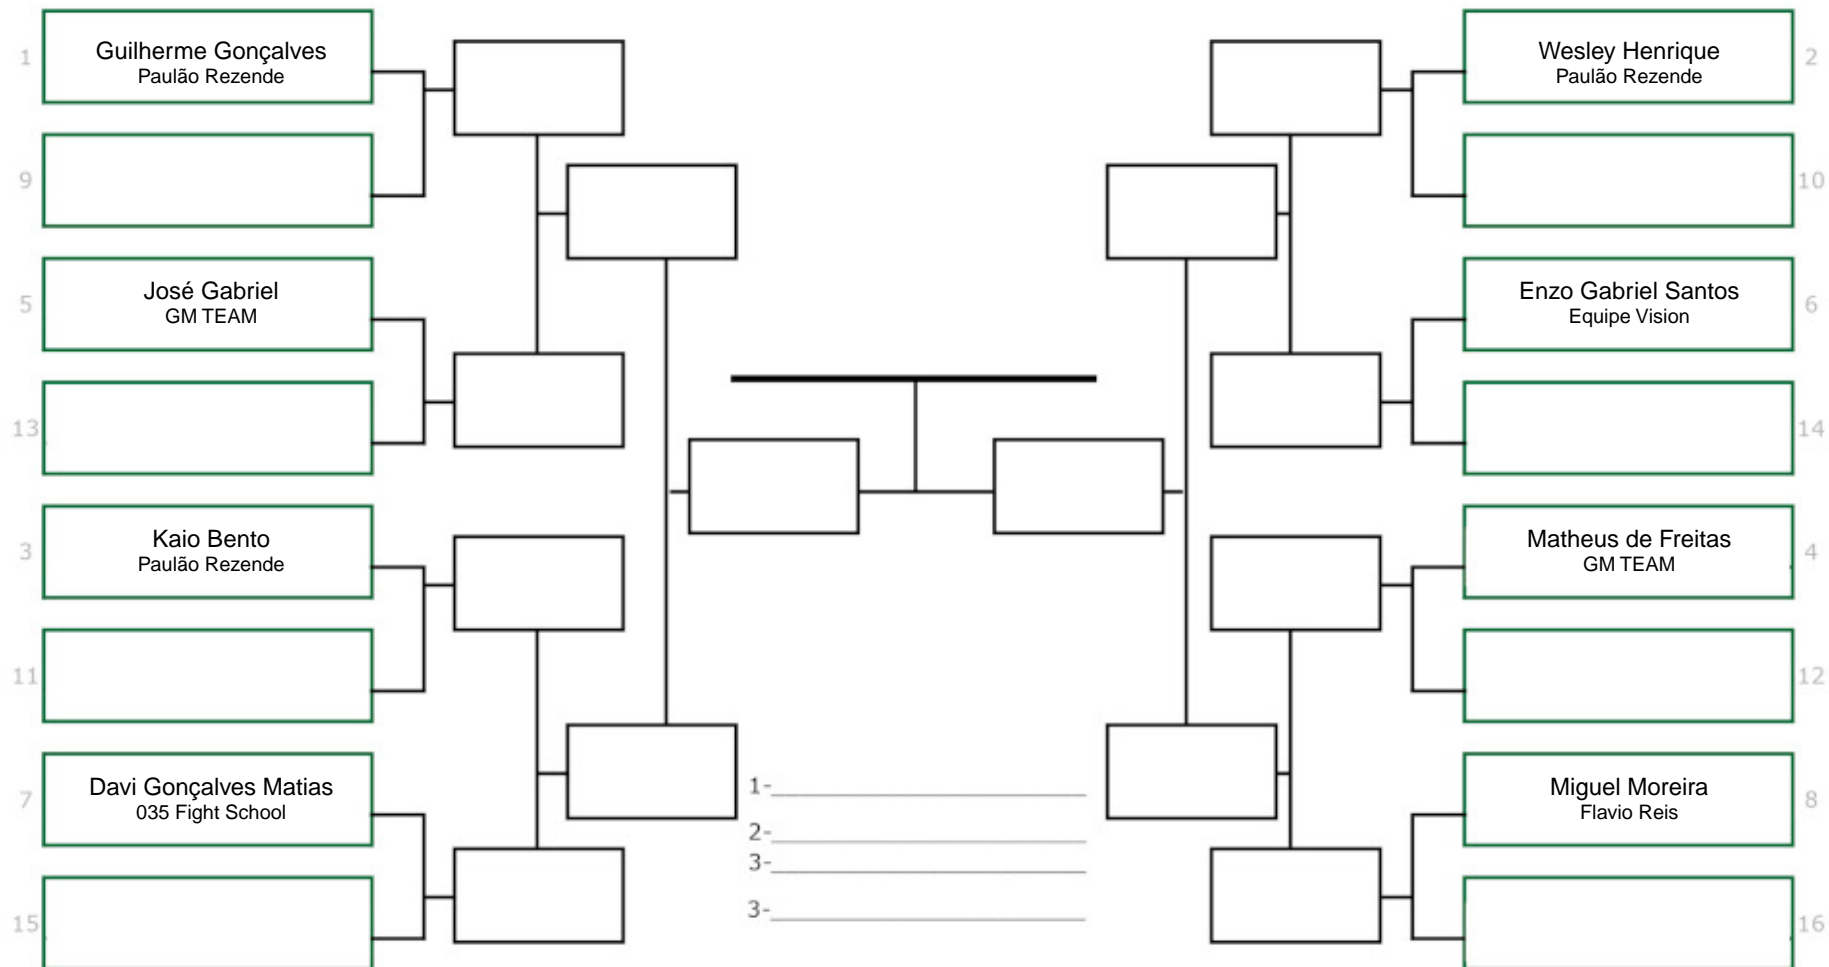 1
Guilherme Gonçalves
Paulão Rezende
9
5
José Gabriel
GM TEAM
13
3
Kaio Bento
Paulão Rezende
11
7
Davi Gonçalves Matias
035 Fight School
15
1-
2-
3-
3-
Wesley Henrique
Paulão Rezende
2
10
Enzo Gabriel Santos
Equipe Vision
6
14
Matheus de Freitas
GM TEAM
4
12
Miguel Moreira
Flavio Reis
8
16